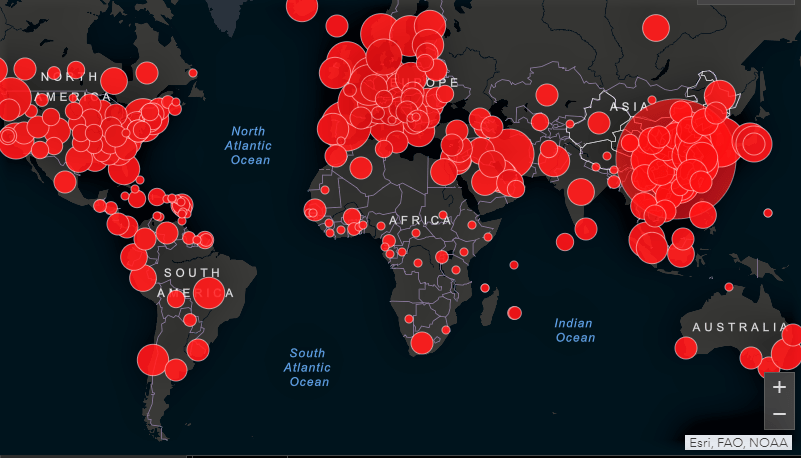 NORTH
AMERICA
EUROPE
ASIA
North
Atlantic
Ocean
AFRICA
SOUTH
AMERICA
Indian
Ocean
AUSTRALIA
South
Atlantic
Ocean
+
−
Esri, FAO, NOAA